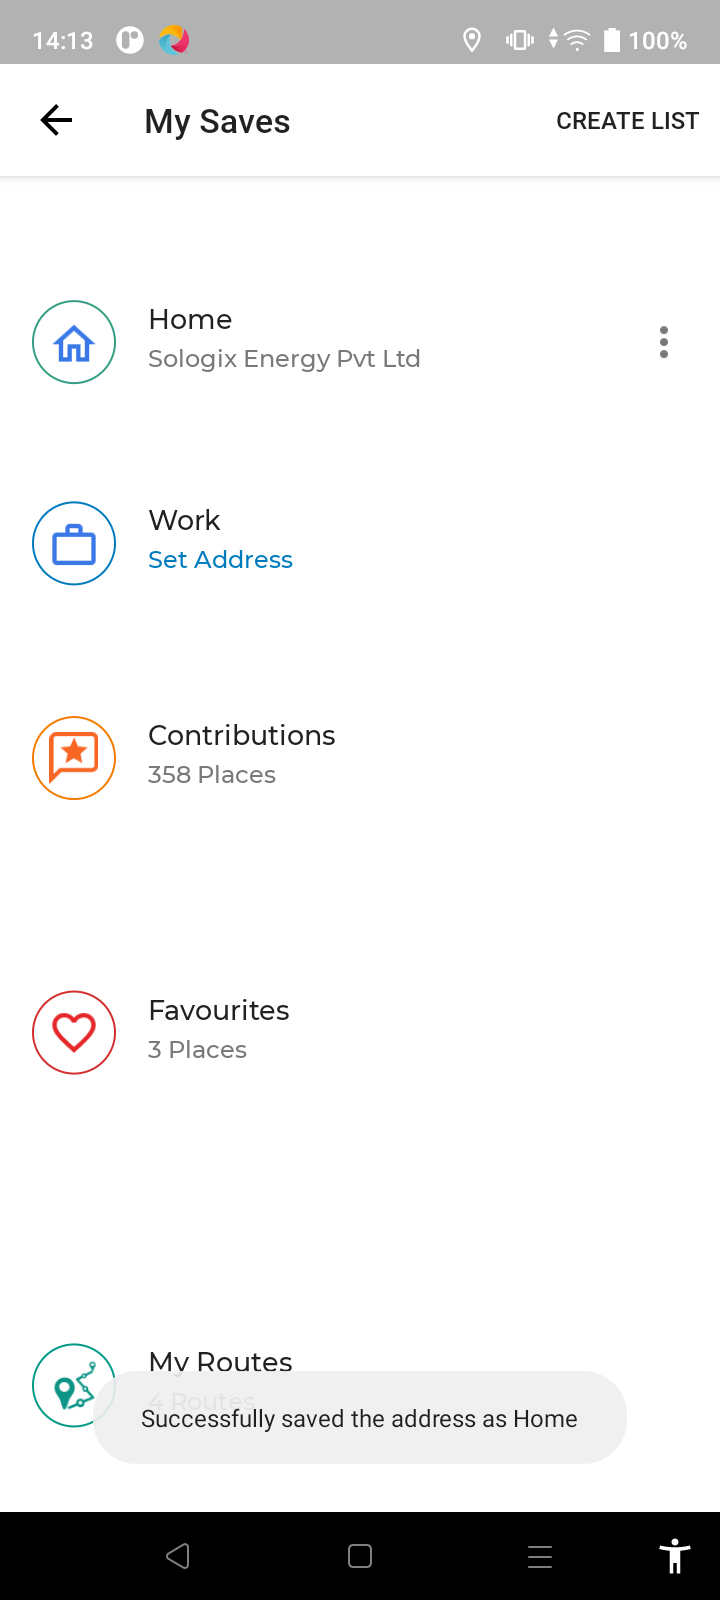 14:13
100%
My Saves
CREATE LIST
Home
Sologix Energy Pvt Ltd
Work
Set Address
Contributions
358 Places
Favourites
3 Places
My Routes
4 Routes
Successfully saved the address as Home